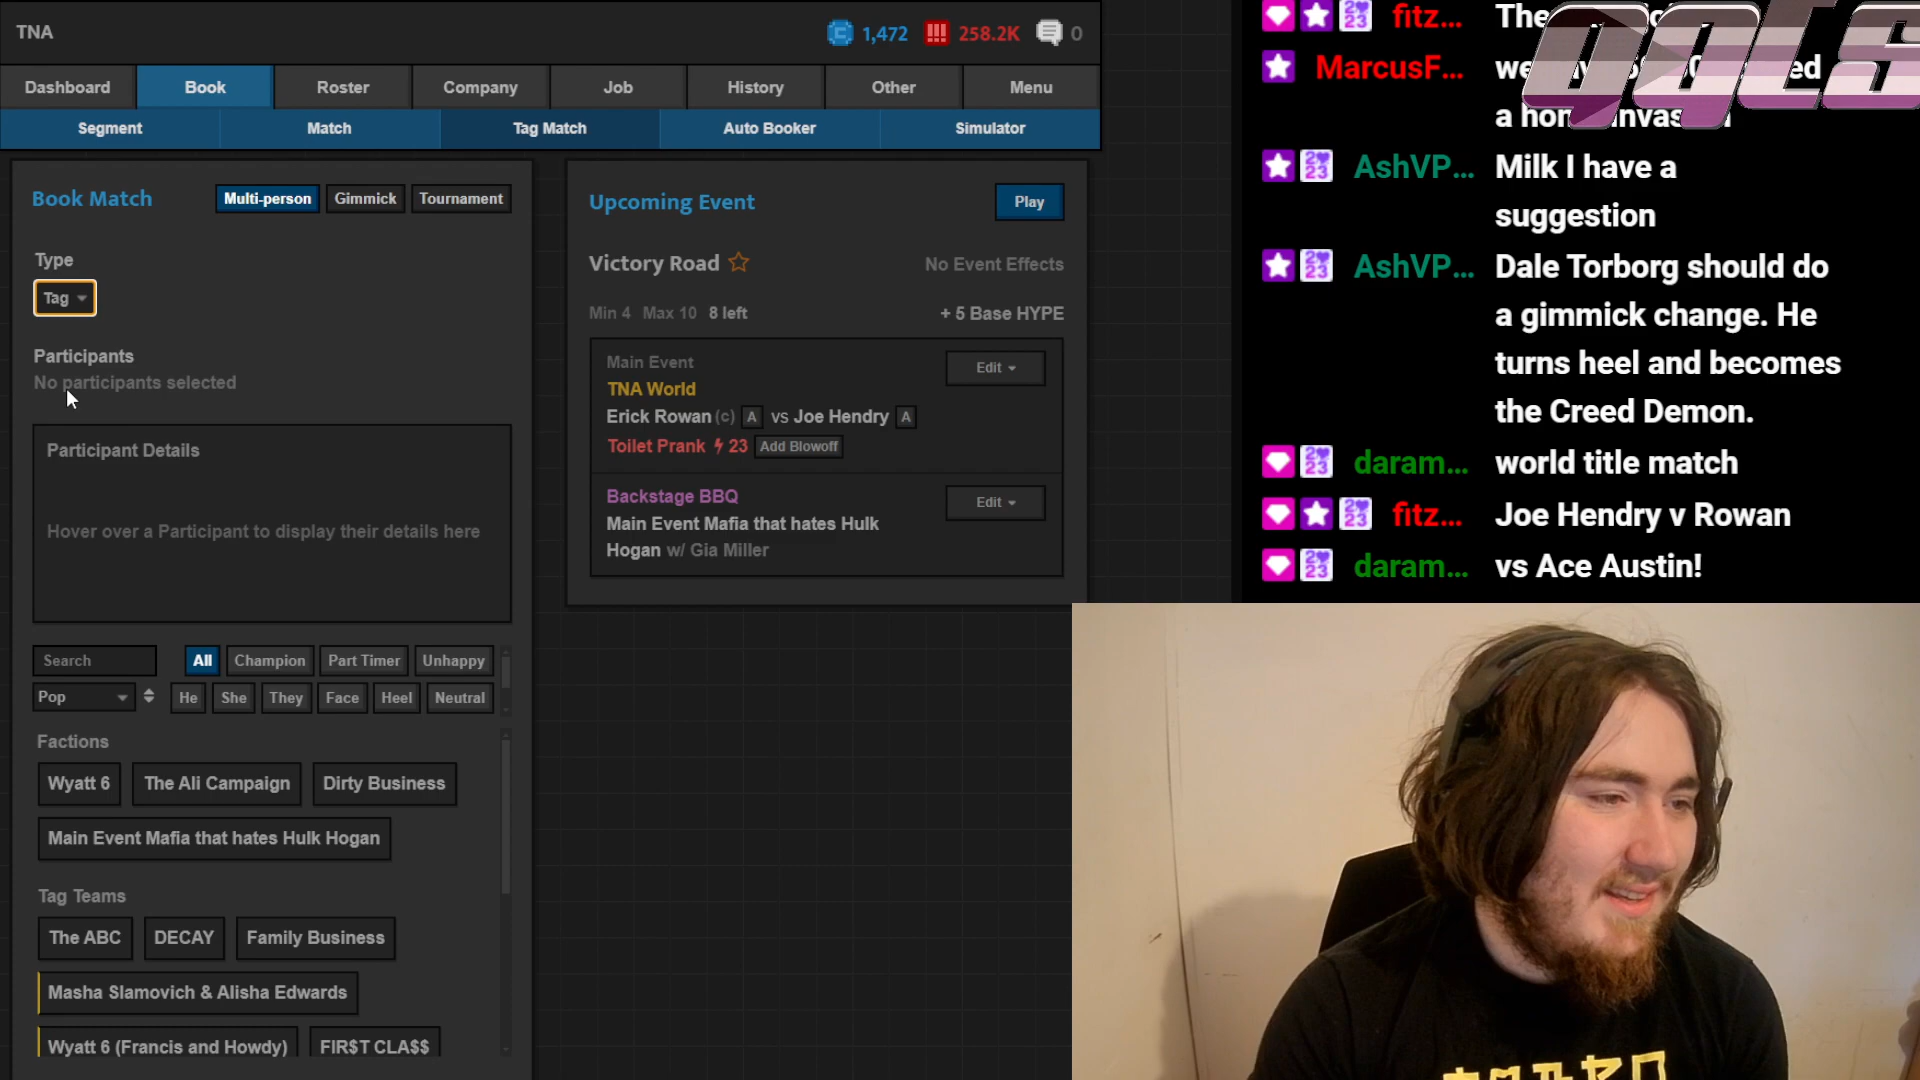 TNA
1,472
258.2K
0
Dashboard
Book
Roster
Company
Job
History
Other
Menu
Segment
Match
Tag Match
Auto Booker
Simulator
Book Match
Multi-person
Gimmick
Tournament
Type
Tag
Participants
No participants selected
Participant Details
Hover over a Participant to display their details here
Search
All
Champion
Part Timer
Unhappy
Pop
He
She
They
Face
Heel
Neutral
Factions
Wyatt 6
The Ali Campaign
Dirty Business
Main Event Mafia that hates Hulk Hogan
Tag Teams
The ABC
DECAY
Family Business
Masha Slamovich & Alisha Edwards
Wyatt 6 (Francis and Howdy)
FIR$T CLA$$
Upcoming Event
Play
Victory Road
No Event Effects
Min 4 Max 10 8 left
+ 5 Base HYPE
Main Event
Edit
TNA World
Erick Rowan (c) A vs Joe Hendry A
Toilet Prank 23 Add Blowoff
Backstage BBQ
Edit
Main Event Mafia that hates Hulk
Hogan w/ Gia Miller
fitz...
MarcusF...
AshVP... Milk I have a
suggestion
AshVP... Dale Torborg should do
a gimmick change. He
turns heel and becomes
the Creed Demon.
daram... world title match
fitz... Joe Hendry v Rowan
daram... vs Ace Austin!